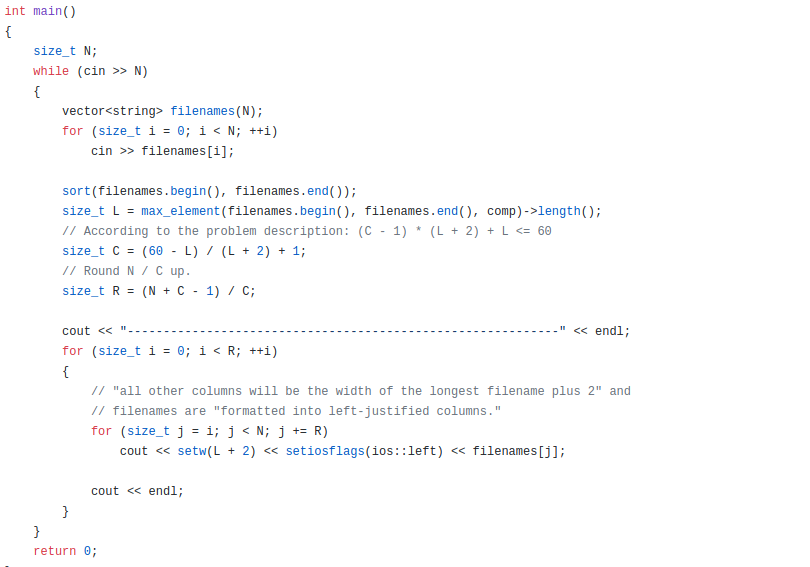 int main()
{
    size_t N;
    while (cin >> N)
    {
        vector<string> filenames(N);
        for (size_t i = 0; i < N; ++i)
            cin >> filenames[i];

        sort(filenames.begin(), filenames.end());
        size_t L = max_element(filenames.begin(), filenames.end(), comp)->length();
        // According to the problem description: (C - 1) * (L + 2) + L <= 60
        size_t C = (60 - L) / (L + 2) + 1;
        // Round N / C up.
        size_t R = (N + C - 1) / C;

        cout << "------------------------------------------------------------" << endl;
        for (size_t i = 0; i < R; ++i)
        {
            // "all other columns will be the width of the longest filename plus 2" and
            // filenames are "formatted into left-justified columns."
            for (size_t j = i; j < N; j += R)
                cout << setw(L + 2) << setiosflags(ios::left) << filenames[j];

            cout << endl;
        }
    }
    return 0;